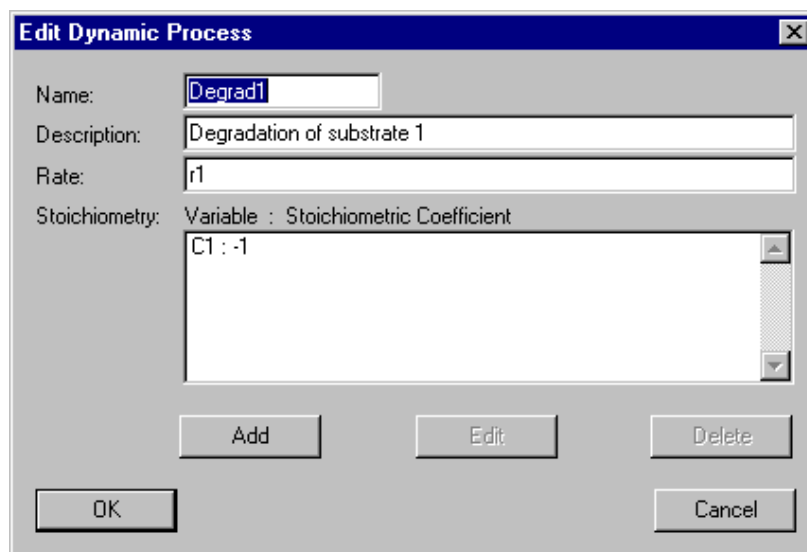 Edit Dynamic Process
Name: Degrad1
Description: Degradation of substrate 1
Rate: r1
Stoichiometry: Variable : Stoichiometric Coefficient
C1 : -1
Add Edit Delete
OK Cancel